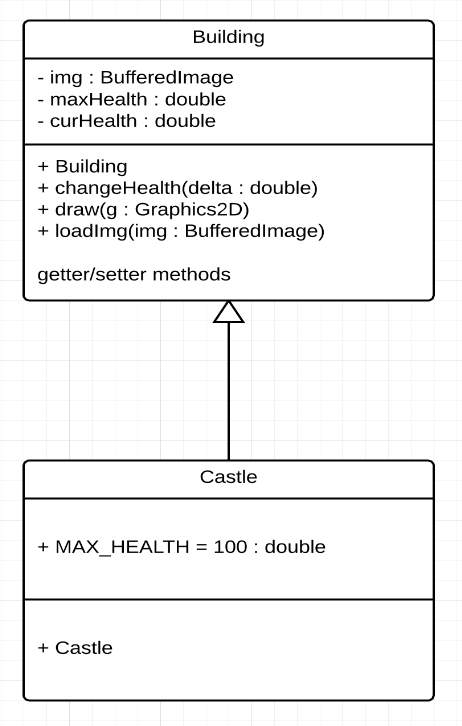 Building
- img : BufferedImage
- maxHealth : double
- curHealth : double
+ Building
+ changeHealth(delta : double)
+ draw(g : Graphics2D)
+ loadImg(img : BufferedImage)
getter/setter methods
Castle
+ MAX_HEALTH = 100 : double
+ Castle